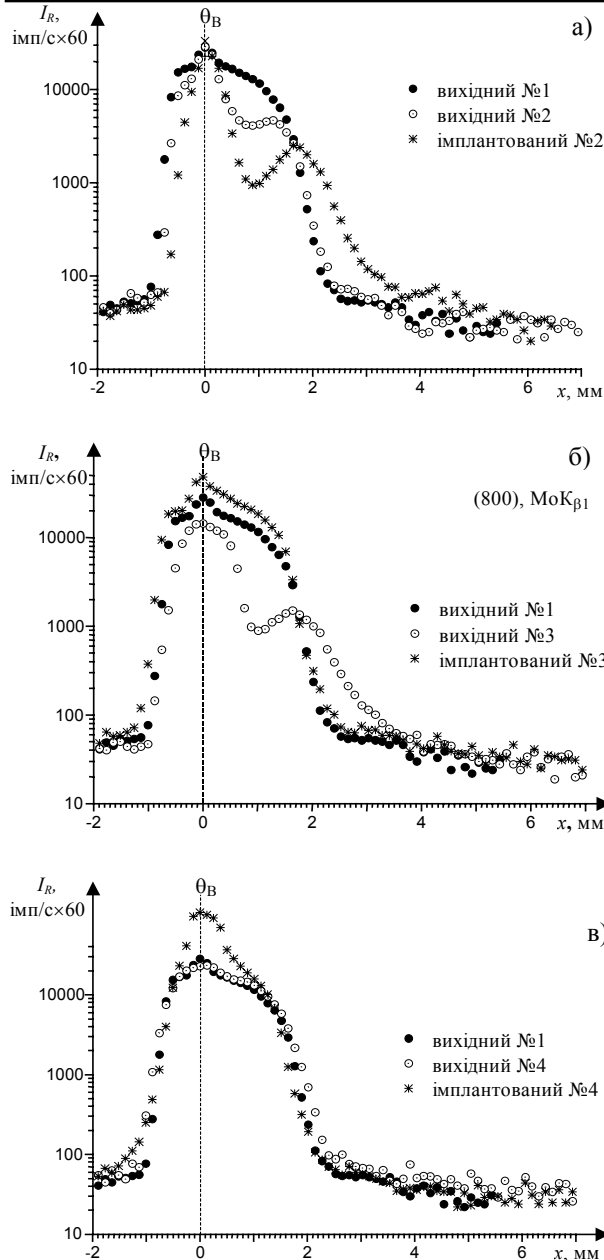 I_R,
імп/с×60
θ_B
а)
10000
1000
100
10
вихідний №1
вихідний №2
імплантований №2
-2
0
2
4
6
x, мм
I_R,
імп/с×60
θ_B
б)
(800), MoK_β1
10000
1000
100
10
вихідний №1
вихідний №3
імплантований №3
-2
0
2
4
6
x, мм
I_R,
імп/с×60
θ_B
в)
10000
1000
100
10
вихідний №1
вихідний №4
імплантований №4
-2
0
2
4
6
x, мм